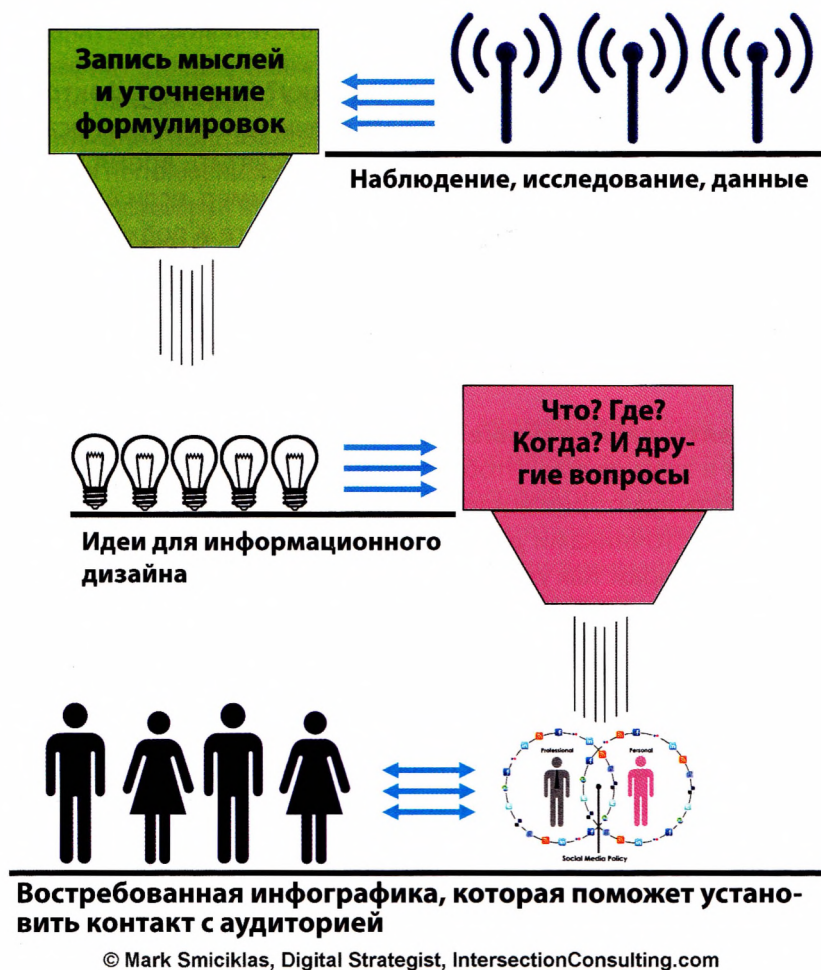 Запись мыслей
и уточнение
формулировок
Наблюдение, исследование, данные
Что? Где?
Когда? И дру-
гие вопросы
Идеи для информационного
дизайна
Professional
Personal
Social Media Policy
Востребованная инфографика, которая поможет устано-
вить контакт с аудиторией
© Mark Smiciklas, Digital Strategist, IntersectionConsulting.com